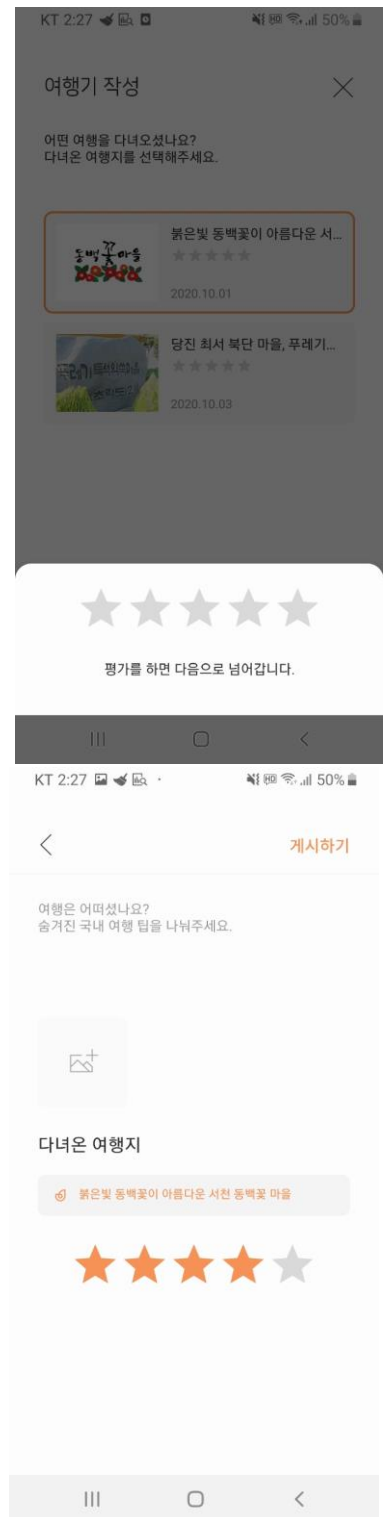 KT 2:27
50%
여행기 작성
어떤 여행을 다녀오셨나요?
다녀온 여행지를 선택해주세요.
동백꽃마을
붉은빛 동백꽃이 아름다운 서...
2020.10.01
당진 최서 북단 마을, 푸레기...
2020.10.03
평가를 하면 다음으로 넘어갑니다.
KT 2:27
50%
게시하기
여행은 어떠셨나요?
숨겨진 국내 여행 팁을 나눠주세요.
다녀온 여행지
붉은빛 동백꽃이 아름다운 서천 동백꽃 마을